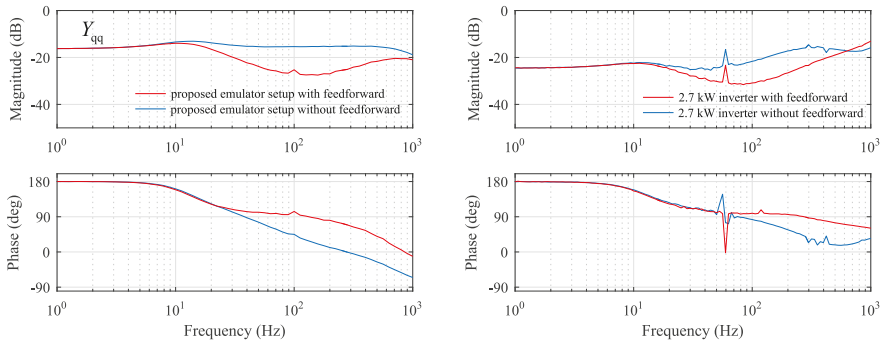 Y_qq
Magnitude (dB)
0
-20
-40
proposed emulator setup with feedforward
proposed emulator setup without feedforward
10^0
10^1
10^2
10^3
Phase (deg)
180
90
0
-90
10^0
10^1
10^2
10^3
Frequency (Hz)
Magnitude (dB)
0
-20
-40
2.7 kW inverter with feedforward
2.7 kW inverter without feedforward
10^0
10^1
10^2
10^3
Phase (deg)
180
90
0
-90
10^0
10^1
10^2
10^3
Frequency (Hz)